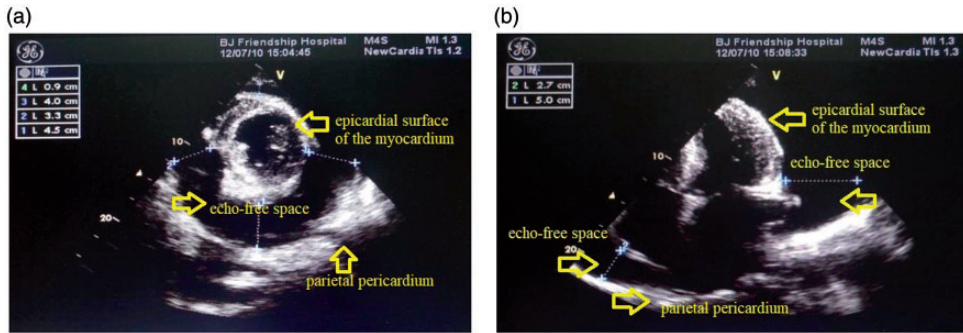 (a)
BJ Friendship Hospital
12/07/10 15:04:45
M4S
NewCardia
MI 1.3
TIs 1.2
V
4 L 0.9 cm
3 L 4.0 cm
2 L 3.3 cm
1 L 4.5 cm
epicardial surface
of the myocardium
10
echo-free space
20
parietal pericardium
(b)
BJ Friendship Hospital
12/07/10 15:08:33
M4S
NewCardia
MI 1.3
TIs 1.3
V
2 L 2.7 cm
1 L 5.0 cm
epicardial surface
of the myocardium
10
echo-free space
echo-free space
20
parietal pericardium